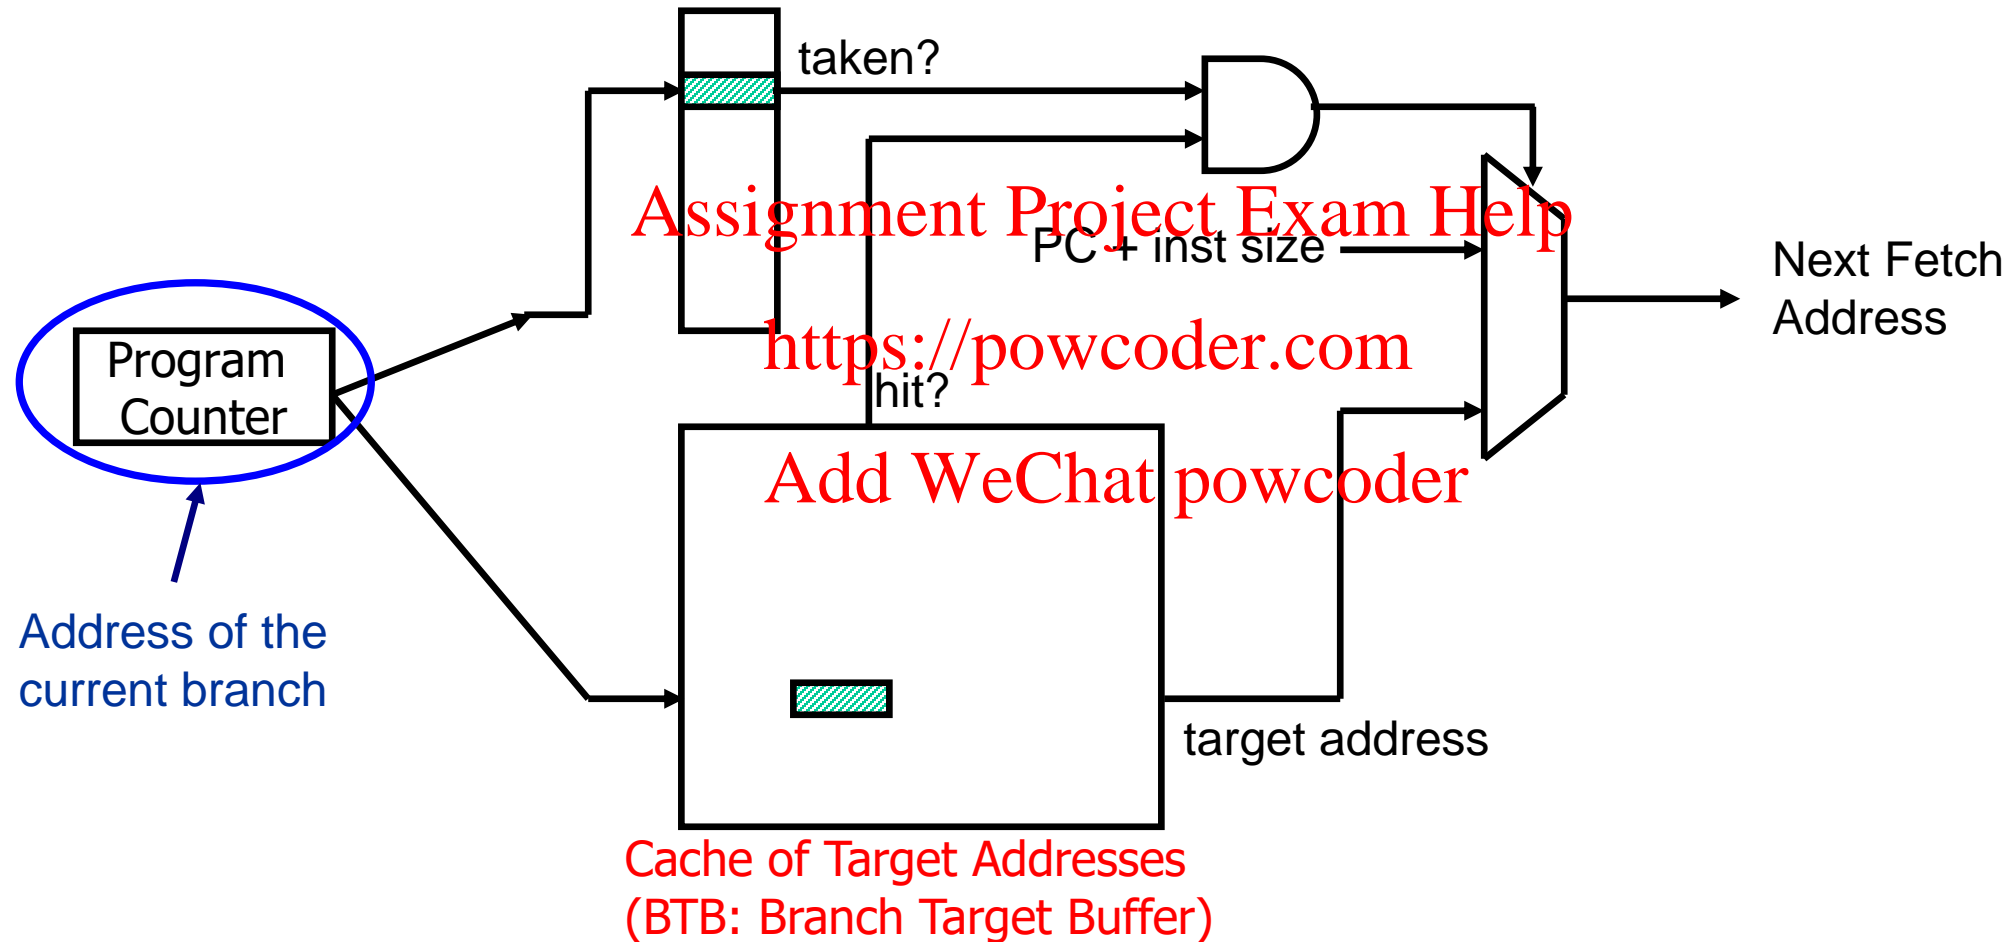 taken?
Assignment Project Exam Help
PC + inst size
Next Fetch
Address
https://powcoder.com
Program
Counter
hit?
Add WeChat powcoder
Address of the
current branch
target address
Cache of Target Addresses
(BTB: Branch Target Buffer)